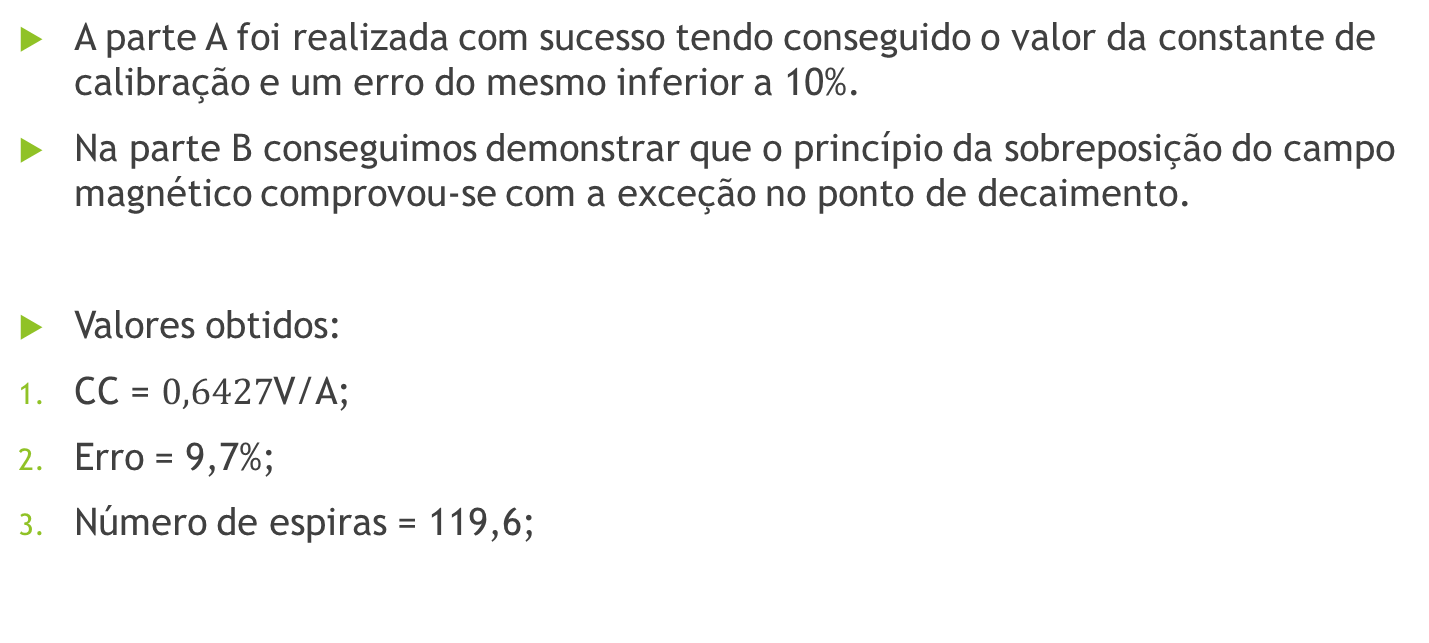 A parte A foi realizada com sucesso tendo conseguido o valor da constante de
calibração e um erro do mesmo inferior a 10%.
Na parte B conseguimos demonstrar que o princípio da sobreposição do campo
magnético comprovou-se com a exceção no ponto de decaimento.
Valores obtidos:
1. CC = 0,6427V/A;
2. Erro = 9,7%;
3. Número de espiras = 119,6;